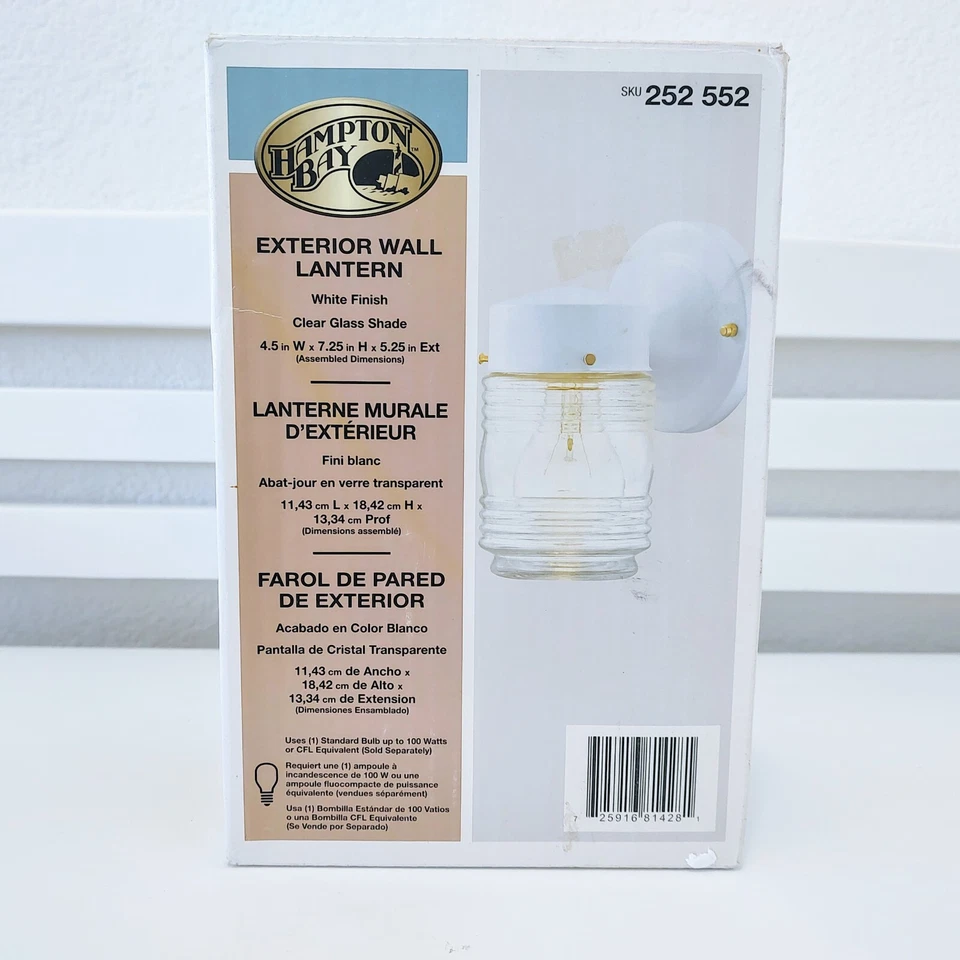 HAMPTON BAY™
SKU 252 552
EXTERIOR WALL
LANTERN
White Finish
Clear Glass Shade
4.5 in W x 7.25 in H x 5.25 in Ext
(Assembled Dimensions)
LANTERNE MURALE
D'EXTÉRIEUR
Fini blanc
Abat-jour en verre transparent
11,43 cm L x 18,42 cm H x
13,34 cm Prof
(Dimensions assemblé)
FAROL DE PARED
DE EXTERIOR
Acabado en Color Blanco
Pantalla de Cristal Transparente
11,43 cm de Ancho x
18,42 cm de Alto x
13,34 cm de Extension
(Dimensiones Ensamblado)
Uses (1) Standard Bulb up to 100 Watts
or CFL Equivalent (Sold Separately)
Requiert une (1) ampoule à
incandescence de 100 W ou une
ampoule fluocompacte de puissance
équivalente (vendues séparément)
Usa (1) Bombilla Estándar de 100 Vatios
o una Bombilla CFL Equivalente
(Se Vende por Separado)
7 25916 81428 1